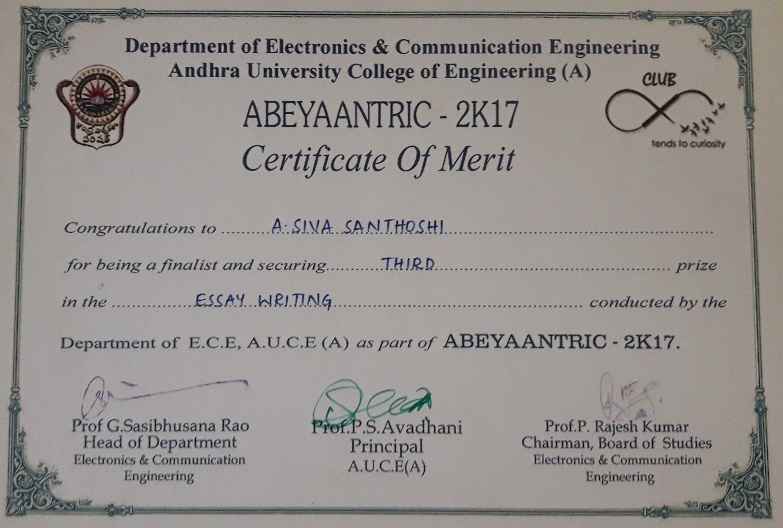 Department of Electronics & Communication Engineering
Andhra University College of Engineering (A)
CLUB
tends to curiosity
ABEYAANTRIC - 2K17
Certificate Of Merit
Congratulations to ........ A. SIVA SANTHOSHI ........
for being a finalist and securing........ THIRD ........ prize
in the ........ ESSAY WRITING ........ conducted by the
Department of E.C.E, A.U.C.E (A) as part of ABEYAANTRIC - 2K17.
Prof G.Sasibhusana Rao
Head of Department
Electronics & Communication
Engineering
Prof.P.S.Avadhani
Principal
A.U.C.E(A)
Prof.P. Rajesh Kumar
Chairman, Board of Studies
Electronics & Communication
Engineering